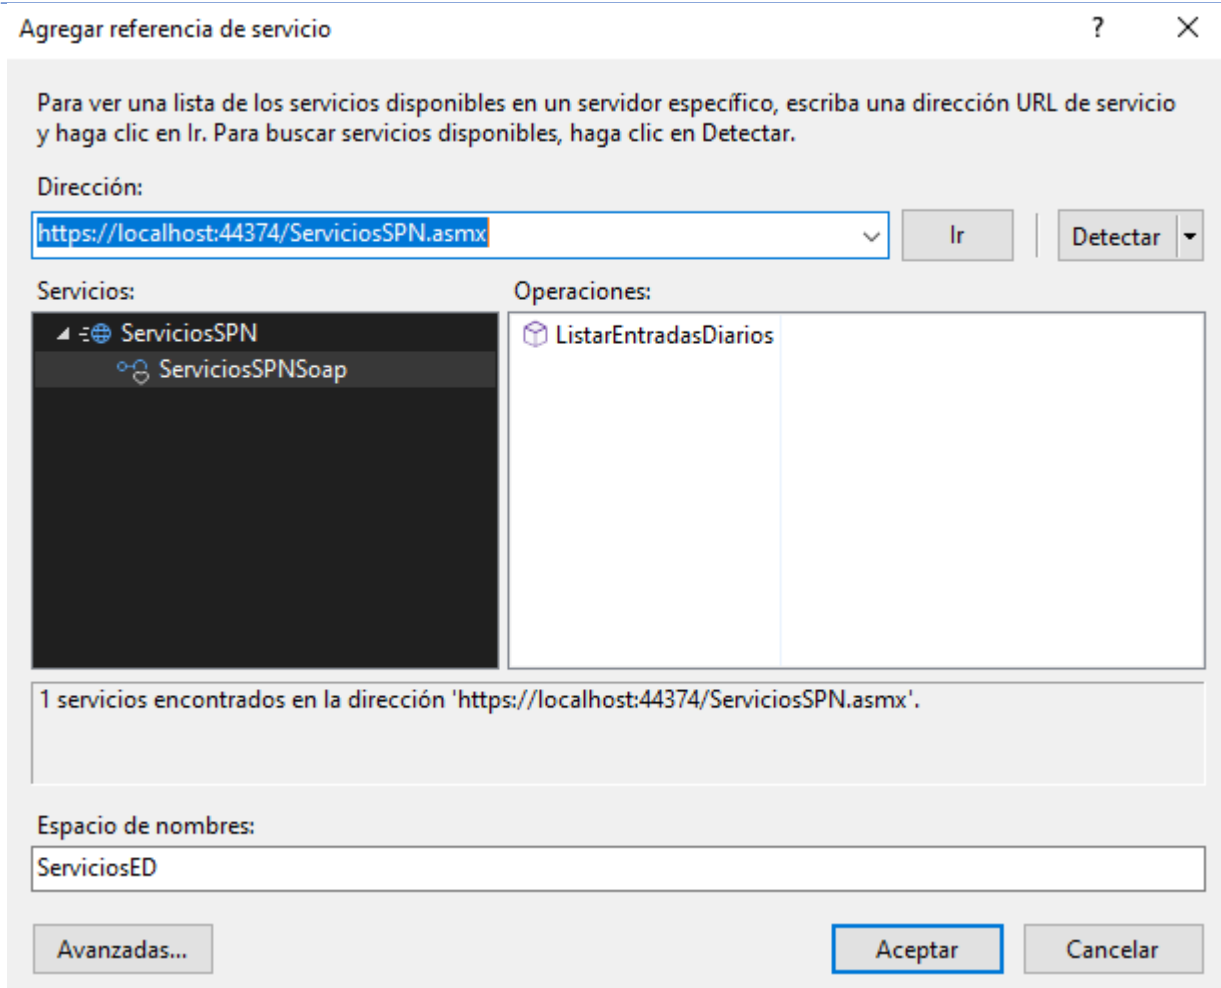 Agregar referencia de servicio
?
Para ver una lista de los servicios disponibles en un servidor específico, escriba una dirección URL de servicio
y haga clic en Ir. Para buscar servicios disponibles, haga clic en Detectar.
Dirección:
https://localhost:44374/ServiciosSPN.asmx
Ir
Detectar
Servicios:
Operaciones:
ServiciosSPN
ListarEntradasDiarios
ServiciosSPNSoap
1 servicios encontrados en la dirección 'https://localhost:44374/ServiciosSPN.asmx'.
Espacio de nombres:
ServiciosED
Avanzadas...
Aceptar
Cancelar